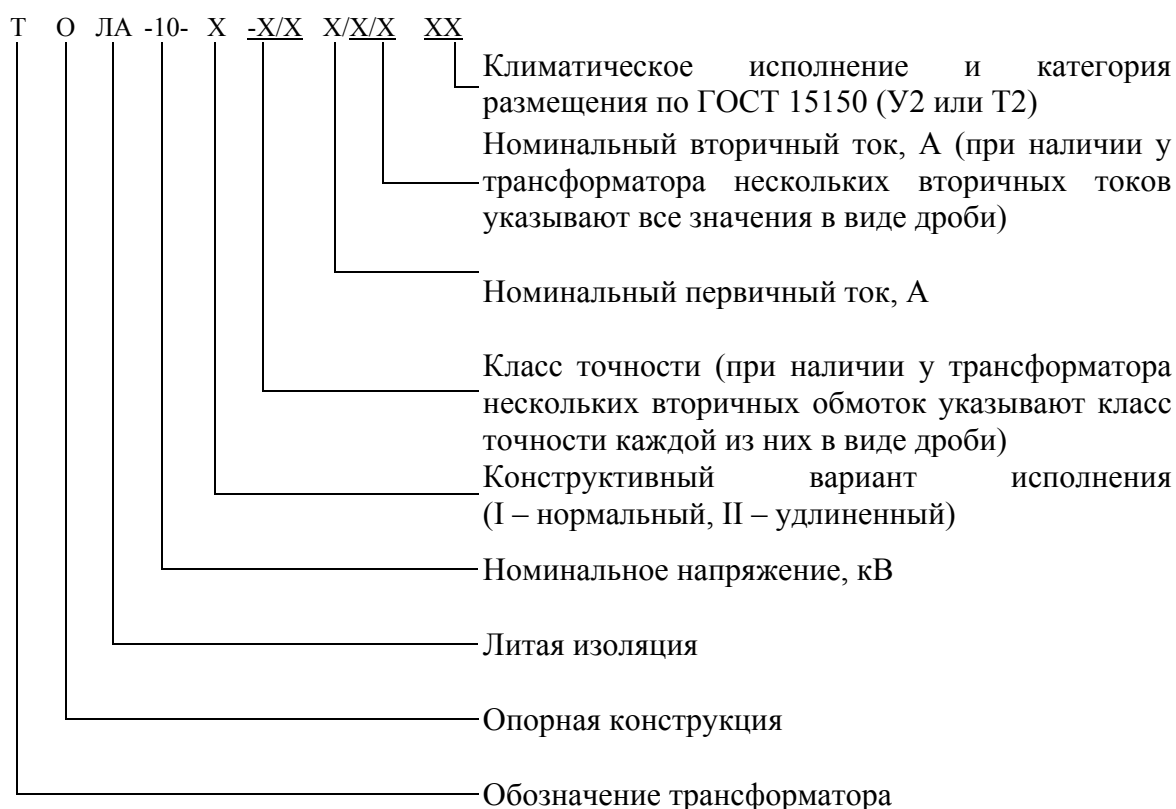 Т О ЛА -10- Х -Х/Х Х/Х/Х ХХ
Климатическое исполнение и категория
размещения по ГОСТ 15150 (У2 или Т2)
Номинальный вторичный ток, А (при наличии у
трансформатора нескольких вторичных токов
указывают все значения в виде дроби)
Номинальный первичный ток, А
Класс точности (при наличии у трансформатора
нескольких вторичных обмоток указывают класс
точности каждой из них в виде дроби)
Конструктивный вариант исполнения
(I – нормальный, II – удлиненный)
Номинальное напряжение, кВ
Литая изоляция
Опорная конструкция
Обозначение трансформатора